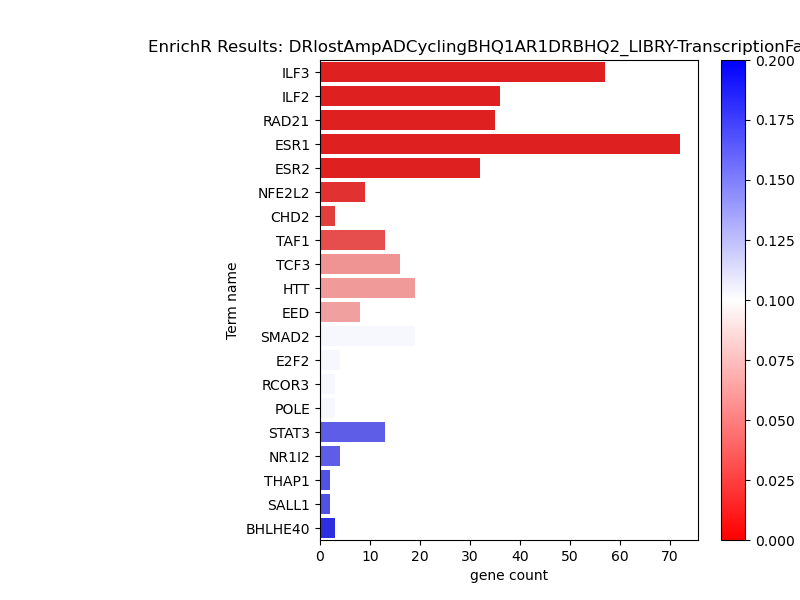 EnrichR Results: DRlostAmpADCyclingBHQ1AR1DRBHQ2_LIBRY-TranscriptionFa
Term name
ILF3
ILF2
RAD21
ESR1
ESR2
NFE2L2
CHD2
TAF1
TCF3
HTT
EED
SMAD2
E2F2
RCOR3
POLE
STAT3
NR1I2
THAP1
SALL1
BHLHE40
0 10 20 30 40 50 60 70
gene count
0.200
0.175
0.150
0.125
0.100
0.075
0.050
0.025
0.000